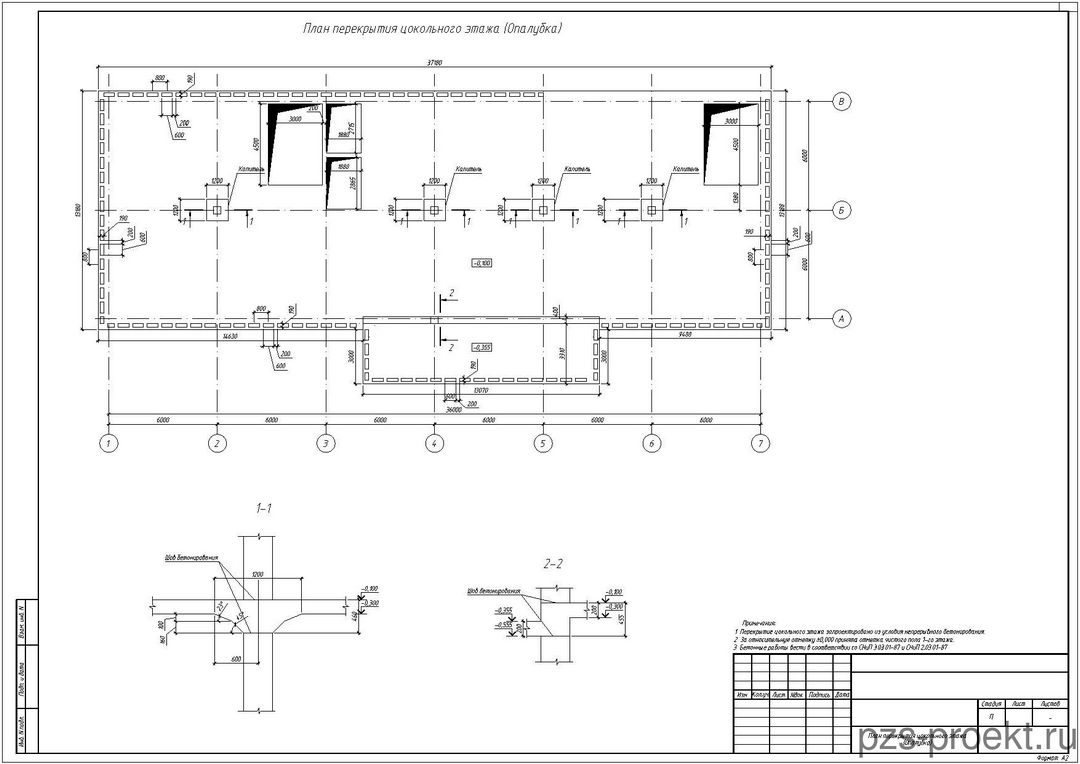 План перекрытия цокольного этажа (Опалубка)
37180
800
190
200
600
3000
200
4500
1880
2715
1880
2865
3000
4500
1380
В
6000
Б
6000
А
Капитель
Капитель
Капитель
Капитель
1200
1200
1200
1200
1200
1200
1200
1200
1 1
1 1
1 1
1 1
13180
190
200
600
800
13180
190
200
600
800
-0,100
2
2
400
-0,355
800
190
14630
200
600
3000
3910
3000
9480
190
13070
600
200
36000
6000 6000 6000 6000 6000 6000
1 2 3 4 5 6 7
1-1
Шов бетонирования
1200
-0,100
-0,300
460
23°
45°
100
160
600
2-2
Шов бетонирования
-0,100
-0,300
-0,355
-0,555
200
200
455
Примечания:
1 Перекрытие цокольного этажа запроектировано из условия непрерывного бетонирования.
2 За относительную отметку ±0,000 принята отметка чистого пола 1-го этажа.
3 Бетонные работы вести в соответствии со СНиП 3.03.01-87 и СНиП 2.03.01-87
Изм Колуч Лист №док Подпись Дата
Стадия Лист Листов
П -
План перекрытия цокольного этажа
(Опалубка)
Формат А2
Взам. инв. N
Подп. и дата
Инв. N подл.
pzs-proekt.ru